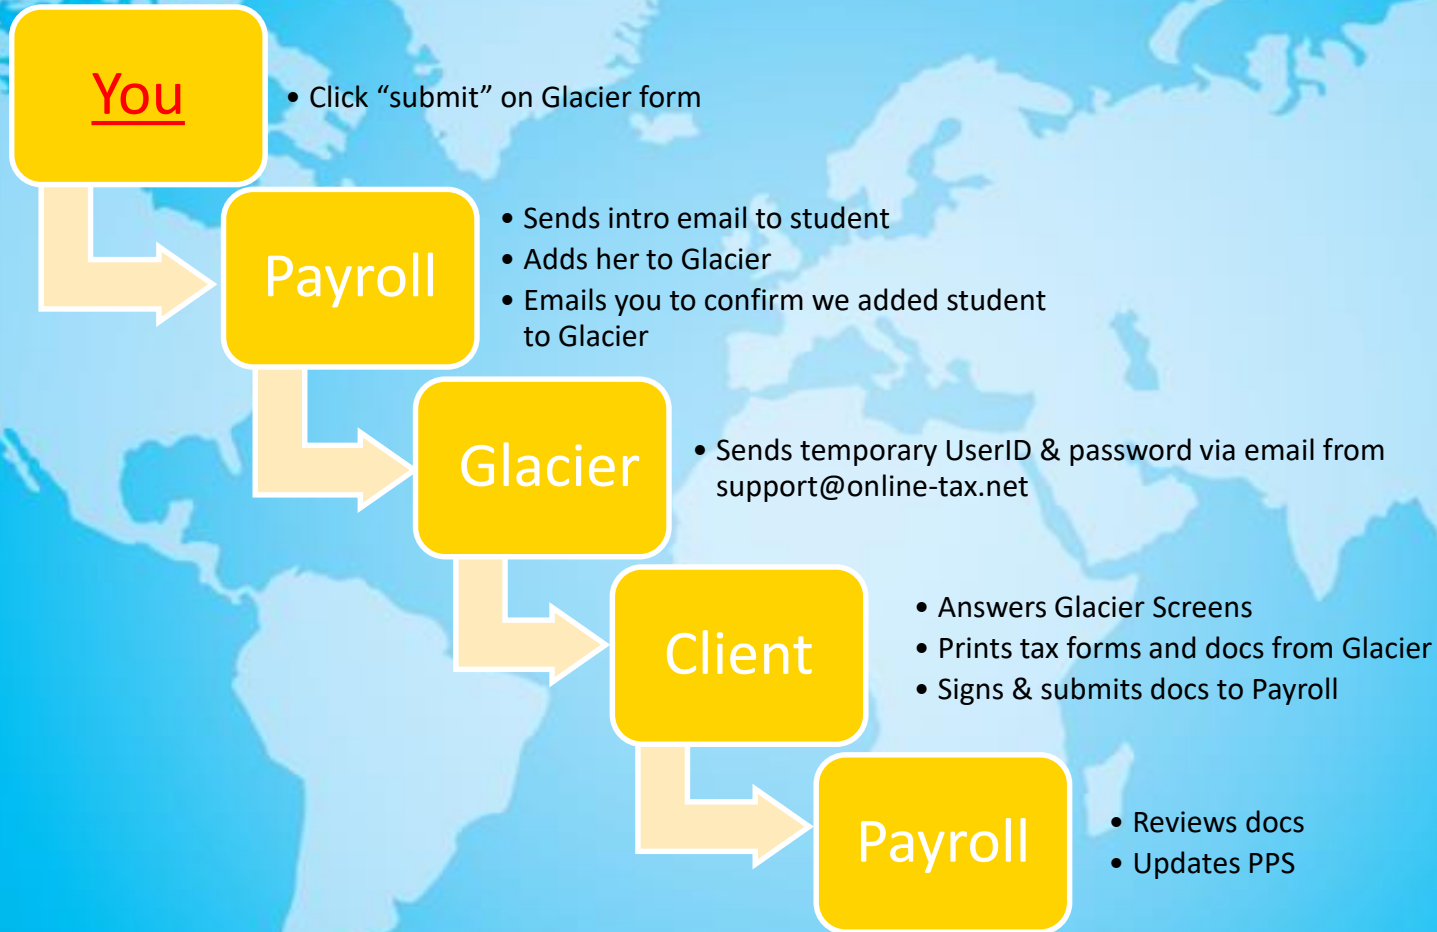 You
• Click “submit” on Glacier form
Payroll
• Sends intro email to student
• Adds her to Glacier
• Emails you to confirm we added student
to Glacier
Glacier
• Sends temporary UserID & password via email from
support@online-tax.net
Client
• Answers Glacier Screens
• Prints tax forms and docs from Glacier
• Signs & submits docs to Payroll
Payroll
• Reviews docs
• Updates PPS